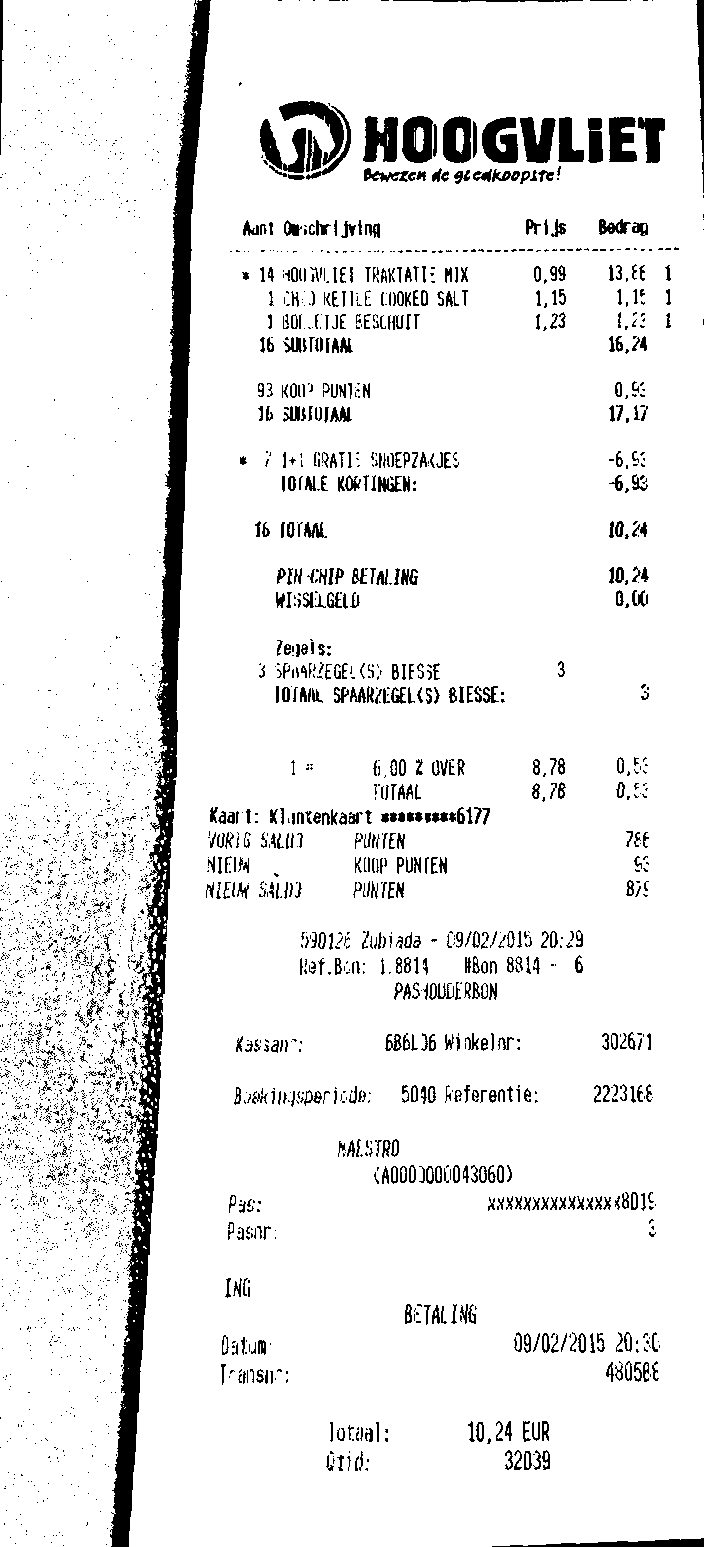 HOOGVLIET
Bewezen de goedkoopste!
Aant Omschrijving Prijs Bedrag
* 14 HOOGVLIET TRAKTATIE MIX 0,99 13,86 1
1 CHIO KETTLE COOKED SALT 1,15 1,15 1
1 BOLLETJE BESCHUIT 1,23 1,23 1
16 SUBTOTAAL 16,24
93 KOOP PUNTEN 0,93
16 SUBTOTAAL 17,17
* 7 1+1 GRATIS SNOEPZAKJES -6,93
TOTALE KORTINGEN: -6,93
16 TOTAAL 10,24
PIN-CHIP BETALING 10,24
WISSELGELD 0,00
Zegels:
3 SPAARZEGEL(S) BIESSE 3
TOTAAL SPAARZEGEL(S) BIESSE: 3
1 = 6,00 % OVER 8,78 0,53
TOTAAL 8,78 0,53
Kaart: Klantenkaart *********6177
VORIG SALDO PUNTEN 786
NIEUW KOOP PUNTEN 93
NIEUW SALDO PUNTEN 879
590126 Zubiada - 09/02/2015 20:29
Ref.Bon: 1.8814 #Bon 8814 - 6
PASHOUDERBON
Kassanr: Winkelnr: 302671
Boekingsperiode: 5040 Referentie: 2223168
MAESTRO
(A0000000043060)
Pas: xxxxxxxxxxxxxxx8019
Pasnr: 3
ING
BETALING
Datum: 09/02/2015 20:30
Transnr: 480586
Totaal: 10,24 EUR
32039